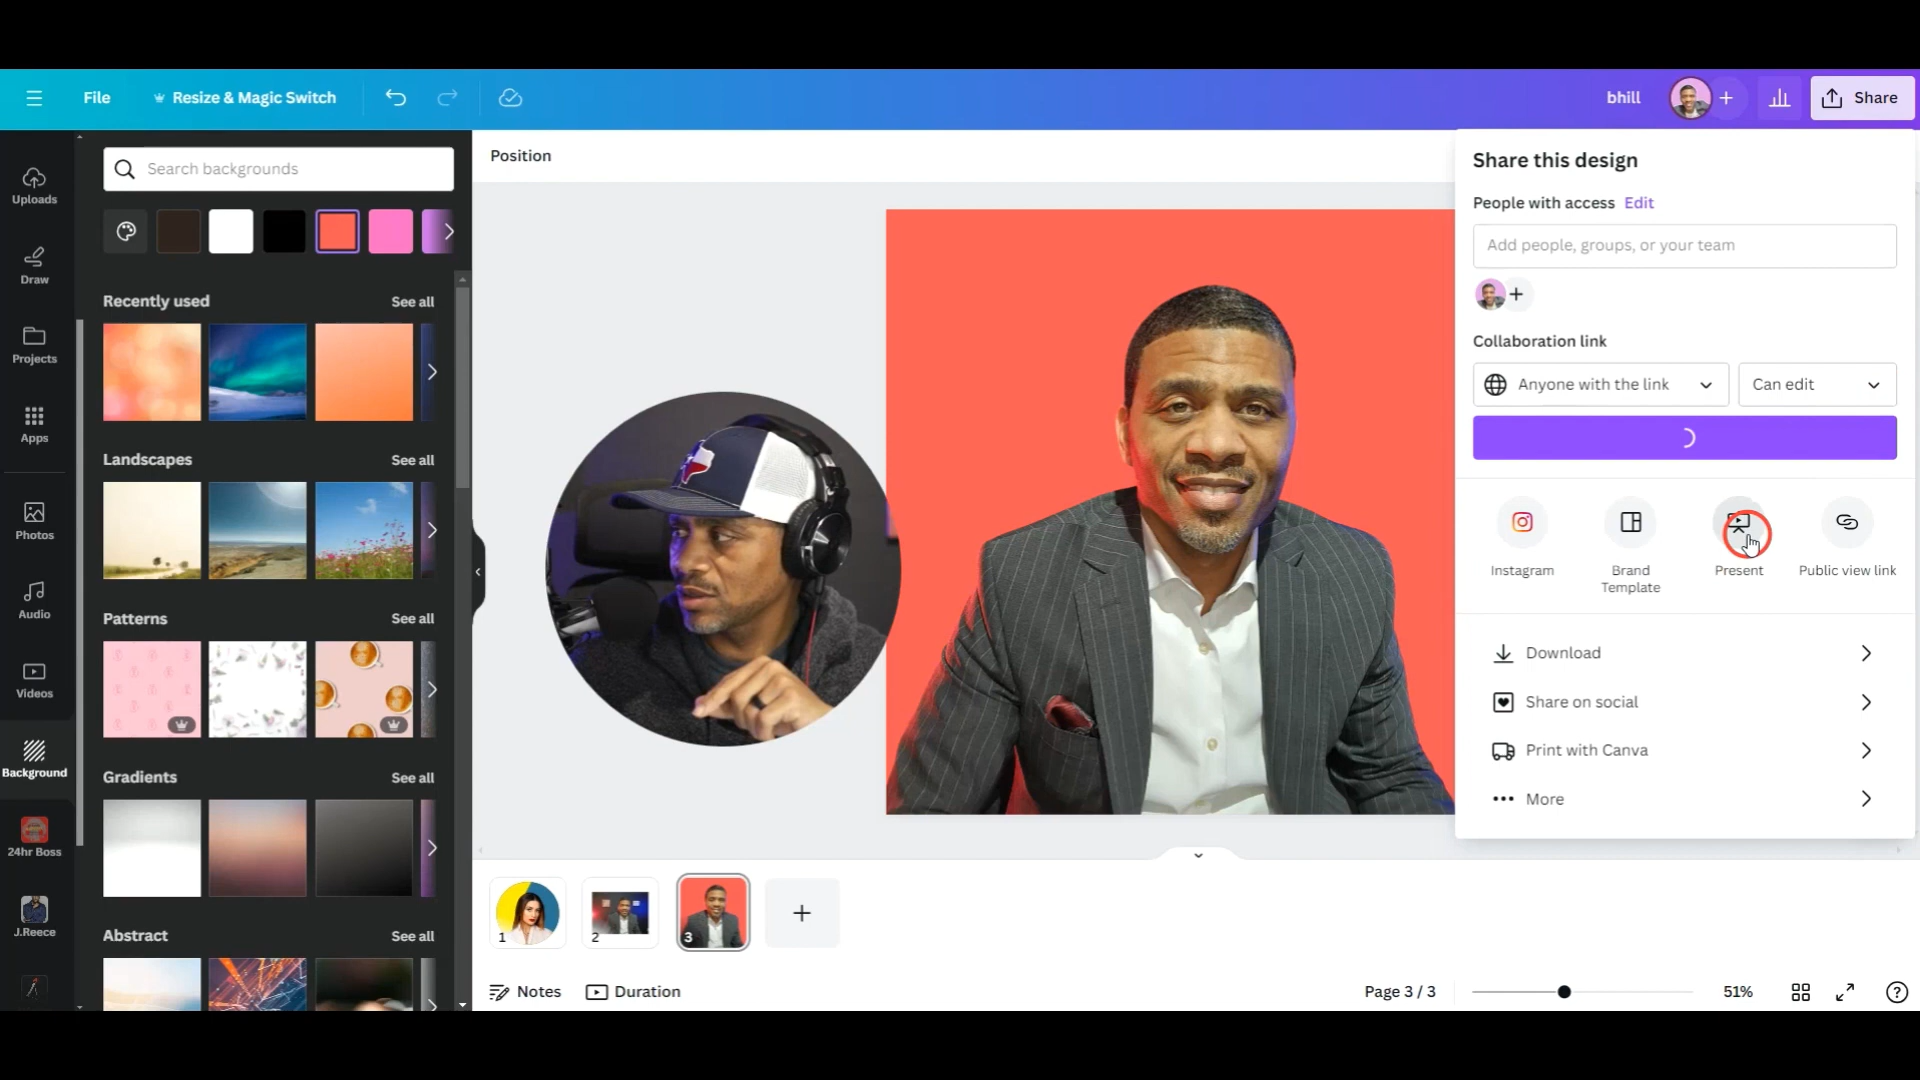 File
Resize & Magic Switch
bhill
Share
Uploads
Draw
Projects
Apps
Photos
Audio
Videos
Background
24hr Boss
J.Reece
Search backgrounds
Recently used
See all
Landscapes
See all
Patterns
See all
Gradients
See all
Abstract
See all
Position
Share this design
People with access Edit
Add people, groups, or your team
Collaboration link
Anyone with the link
Can edit
Instagram
Brand
Template
Present
Public view link
Download
Share on social
Print with Canva
More
1
2
3
Notes
Duration
Page 3 / 3
51%